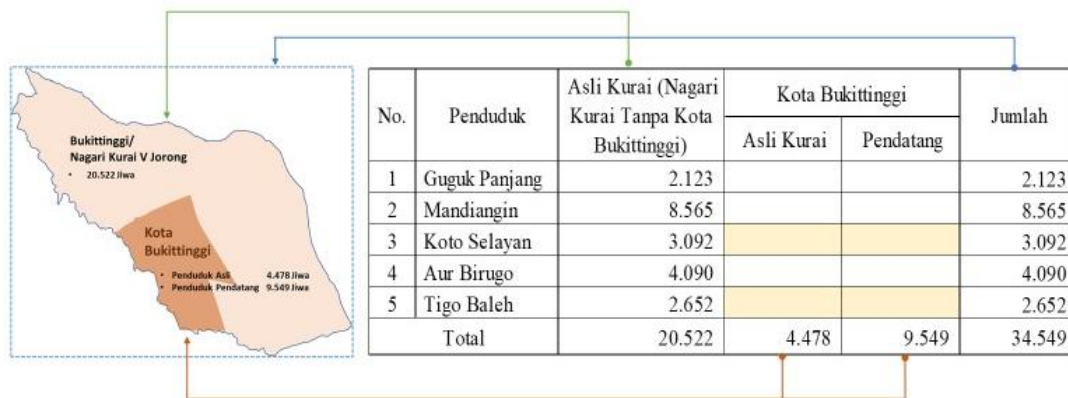 Bukittinggi/
Nagari Kurai V Jorong
• 20.522 Jiwa
Kota
Bukittinggi
• Penduduk Asli 4.478 Jiwa
• Penduduk Pendatang 9.549 Jiwa
No. Penduduk Asli Kurai (Nagari Kurai Tanpa Kota Bukittinggi) Kota Bukittinggi Jumlah
Asli Kurai Pendatang
1 Guguk Panjang 2.123 2.123
2 Mandiangin 8.565 8.565
3 Koto Selayan 3.092 3.092
4 Aur Birugo 4.090 4.090
5 Tigo Baleh 2.652 2.652
Total 20.522 4.478 9.549 34.549